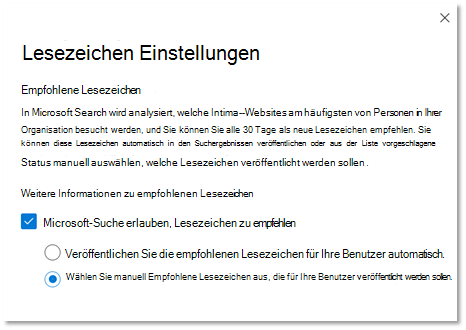 Lesezeichen Einstellungen
Empfohlene Lesezeichen
In Microsoft Search wird analysiert, welche Intima--Websites am häufigsten von Personen in Ihrer
Organisation besucht werden, und Sie können Sie alle 30 Tage als neue Lesezeichen empfehlen. Sie
können diese Lesezeichen automatisch in den Suchergebnissen veröffentlichen oder aus der Liste vorgeschlagene
Status manuell auswählen, welche Lesezeichen veröffentlicht werden sollen.
Weitere Informationen zu empfohlenen Lesezeichen
Microsoft-Suche erlauben, Lesezeichen zu empfehlen
Veröffentlichen Sie die empfohlenen Lesezeichen für Ihre Benutzer automatisch.
Wählen Sie manuell Empfohlene Lesezeichen aus, die für Ihre Benutzer veröffentlicht werden sollen.